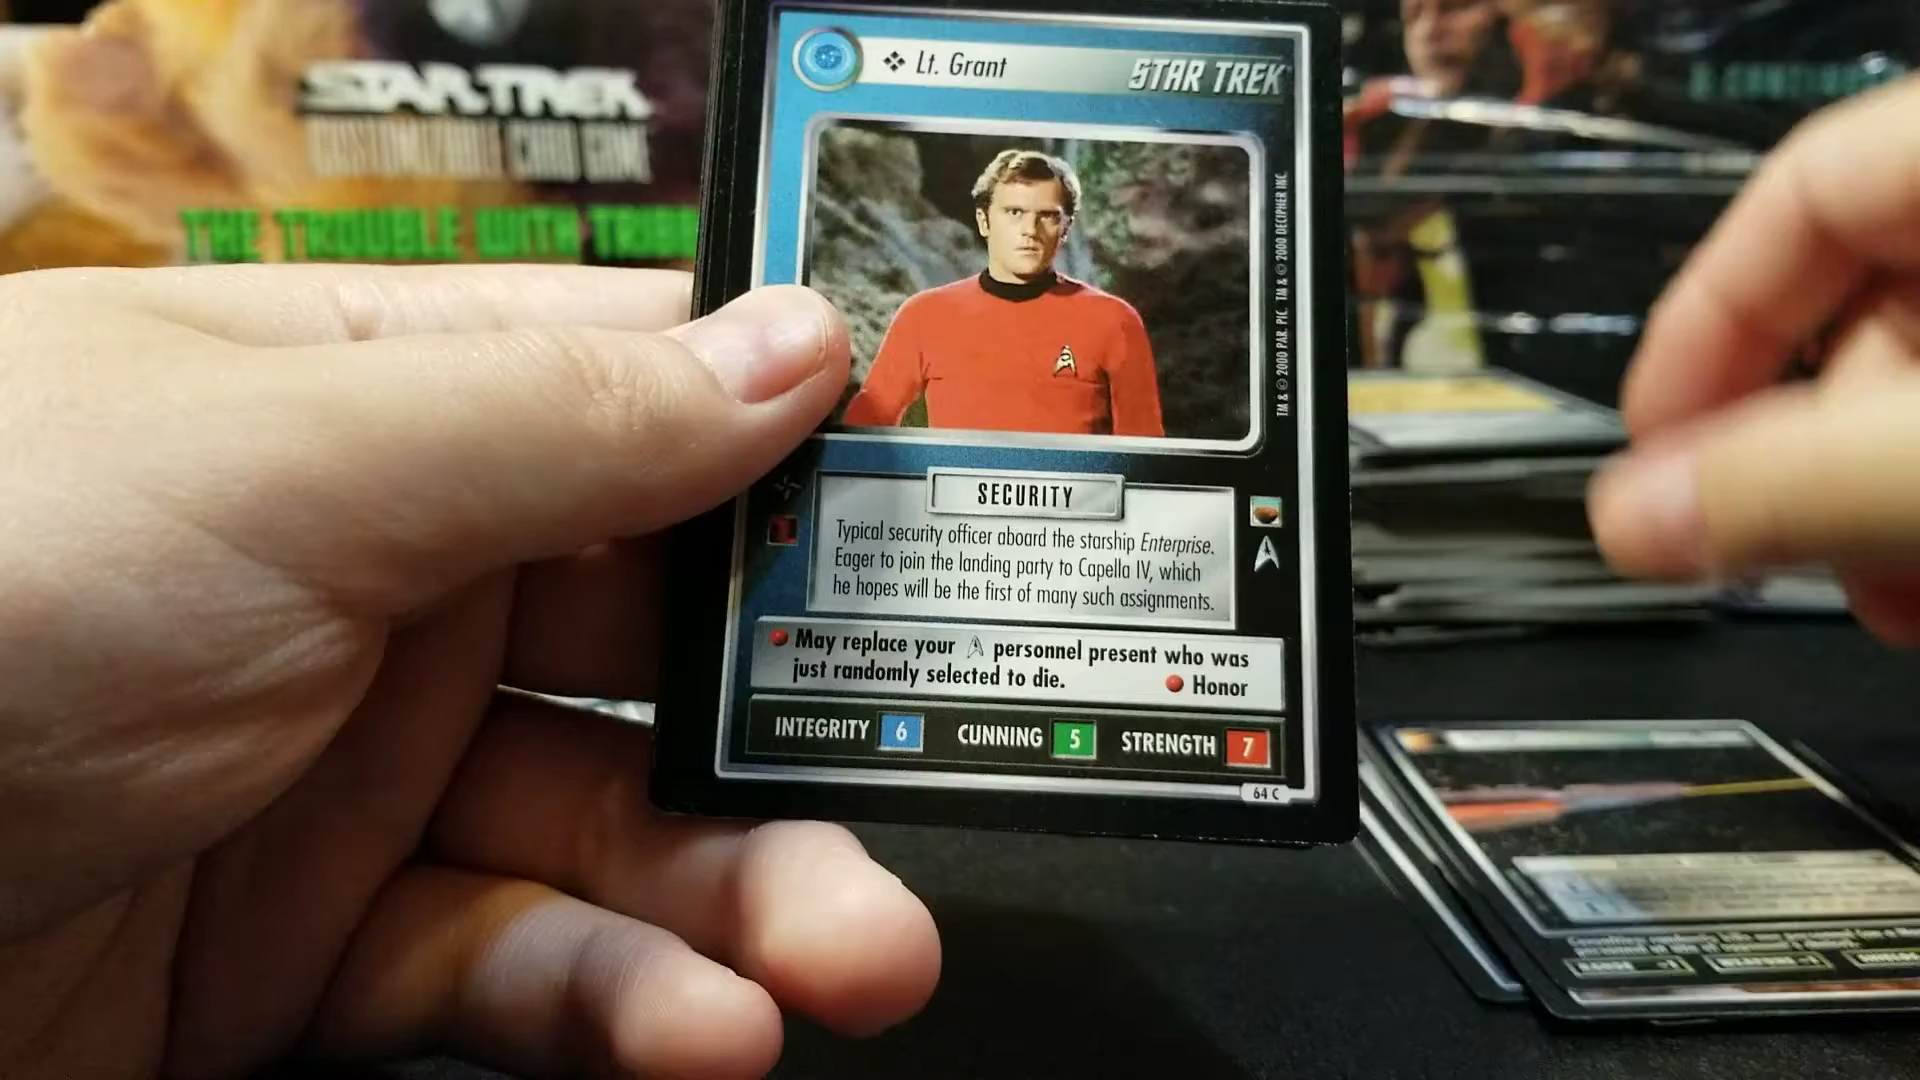 STAR TREK
CUSTOMIZABLE CARD GAME
THE TROUBLE WITH TRIBB
Lt. Grant
STAR TREK
TM & © 2000 PAR. PIC. TM & © 2000 DECIPHER INC.
SECURITY
Typical security officer aboard the starship Enterprise.
Eager to join the landing party to Capella IV, which
he hopes will be the first of many such assignments.
May replace your personnel present who was
just randomly selected to die. Honor
INTEGRITY 6 CUNNING 5 STRENGTH 7
64 C